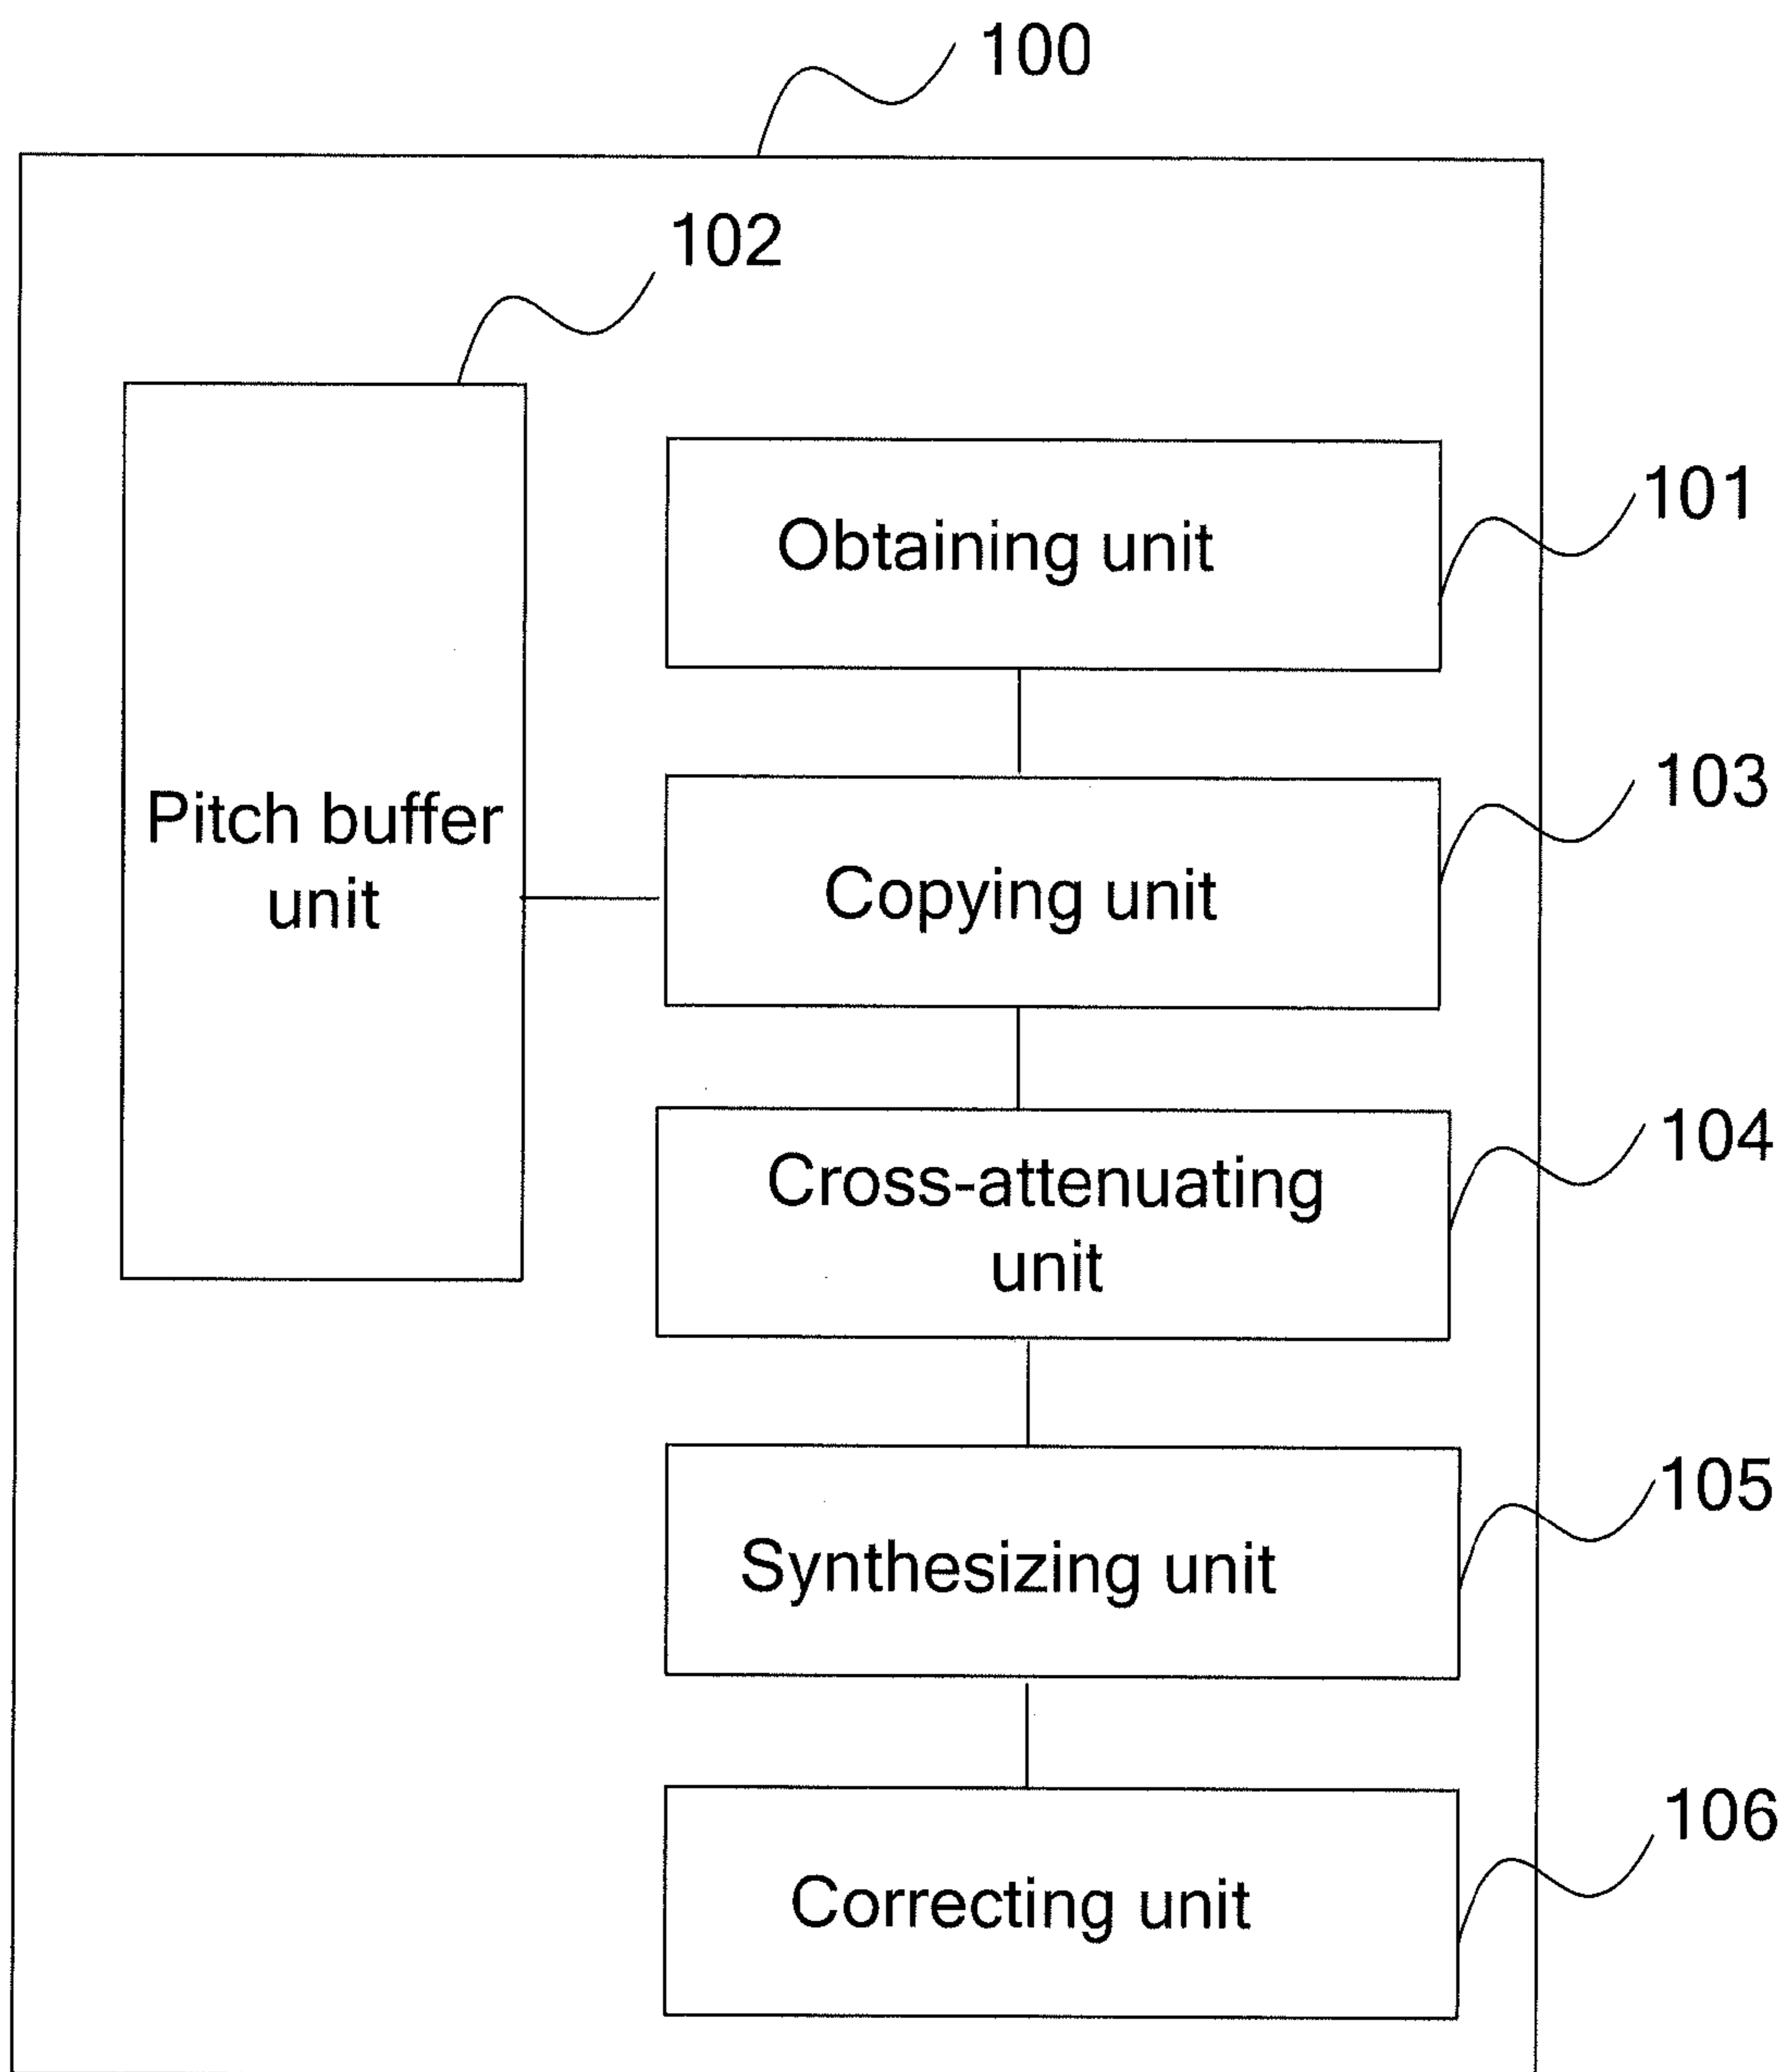 100
102
Obtaining unit
101
Pitch buffer
unit
Copying unit
103
Cross-attenuating
unit
104
Synthesizing unit
105
Correcting unit
106